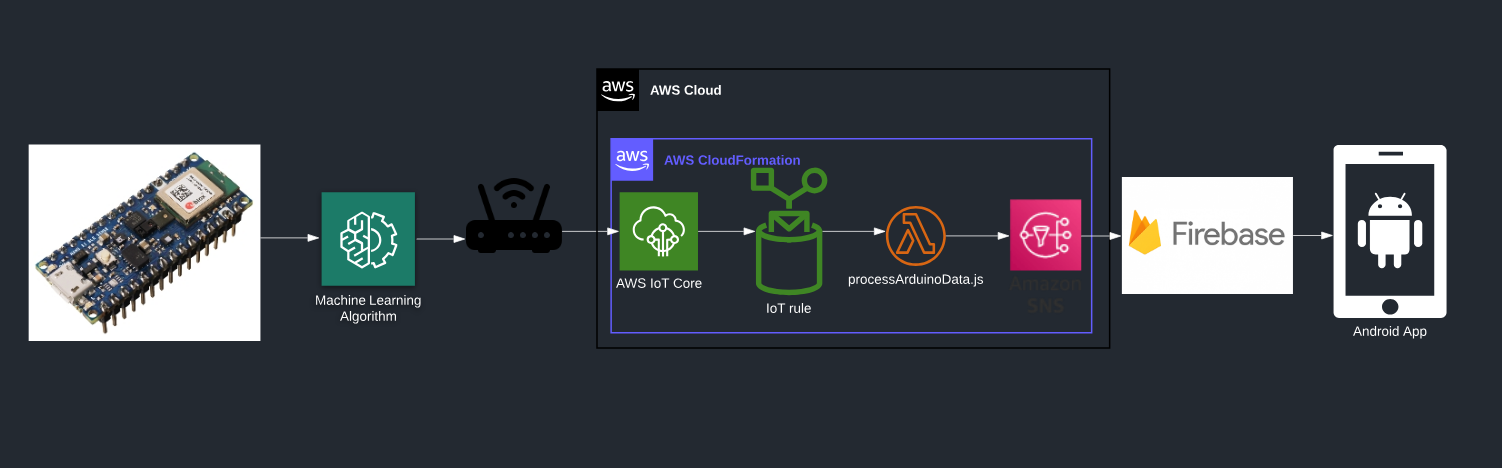 aws
AWS Cloud
aws
AWS CloudFormation
Machine Learning
Algorithm
AWS IoT Core
IoT rule
processArduinoData.js
Amazon
SNS
Firebase
Android App